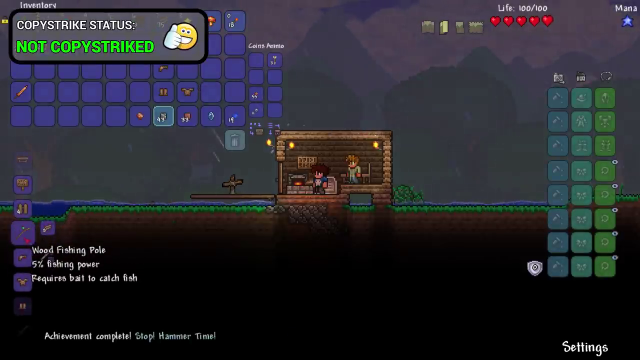 Inventory
COPYSTRIKE STATUS:
NOT COPYSTRIKED
Life: 100/100
Mana
Coins Ammo
Wood Fishing Pole
5% fishing power
Requires bait to catch fish
Achievement complete! Stop! Hammer Time!
Settings